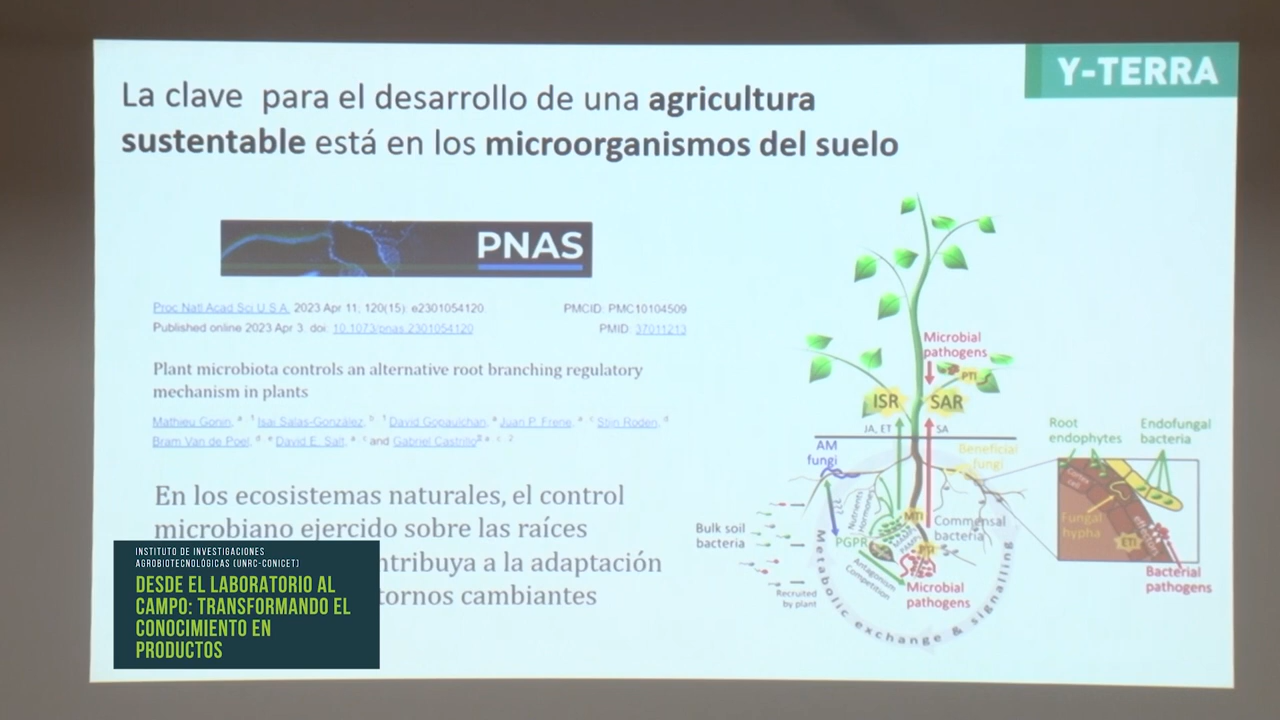 Y-TERRA
La clave para el desarrollo de una agricultura
sustentable está en los microorganismos del suelo
PNAS
Proc Natl Acad Sci U S A. 2023 Apr 11; 120(15): e2301054120.
PMCID: PMC10104509
Published online 2023 Apr 3. doi: 10.1073/pnas.2301054120
PMID: 37011213
Plant microbiota controls an alternative root branching regulatory
mechanism in plants
Mathieu Gonin, Isai Salas-González, David Gopaulchan, Juan P. Frene, Stijn Roden,
Bram Van de Poel, David E. Salt, and Gabriel Castrillo
En los ecosistemas naturales, el control
microbiano ejercido sobre las raíces
ntribuya a la adaptación
tornos cambiantes
INSTITUTO DE INVESTIGACIONES
AGROBIOTECNOLÓGICAS (UNRC-CONICET)
DESDE EL LABORATORIO AL
CAMPO: TRANSFORMANDO EL
CONOCIMIENTO EN
PRODUCTOS
Microbial
pathogens
PTI
ISR
SAR
JA, ET
SA
AM
fungi
Beneficial
fungi
???
Nutrients
Hormones
MTI
Bulk soil
bacteria
PGPR
Commensal
bacteria
Antagonism
Competition
Recruited
by plant
Microbial
pathogens
Metabolic exchange & signalling
Root
endophytes
Endofungal
bacteria
Cortex
cell
Fungal
hypha
ETI
effectors
Bacterial
pathogens